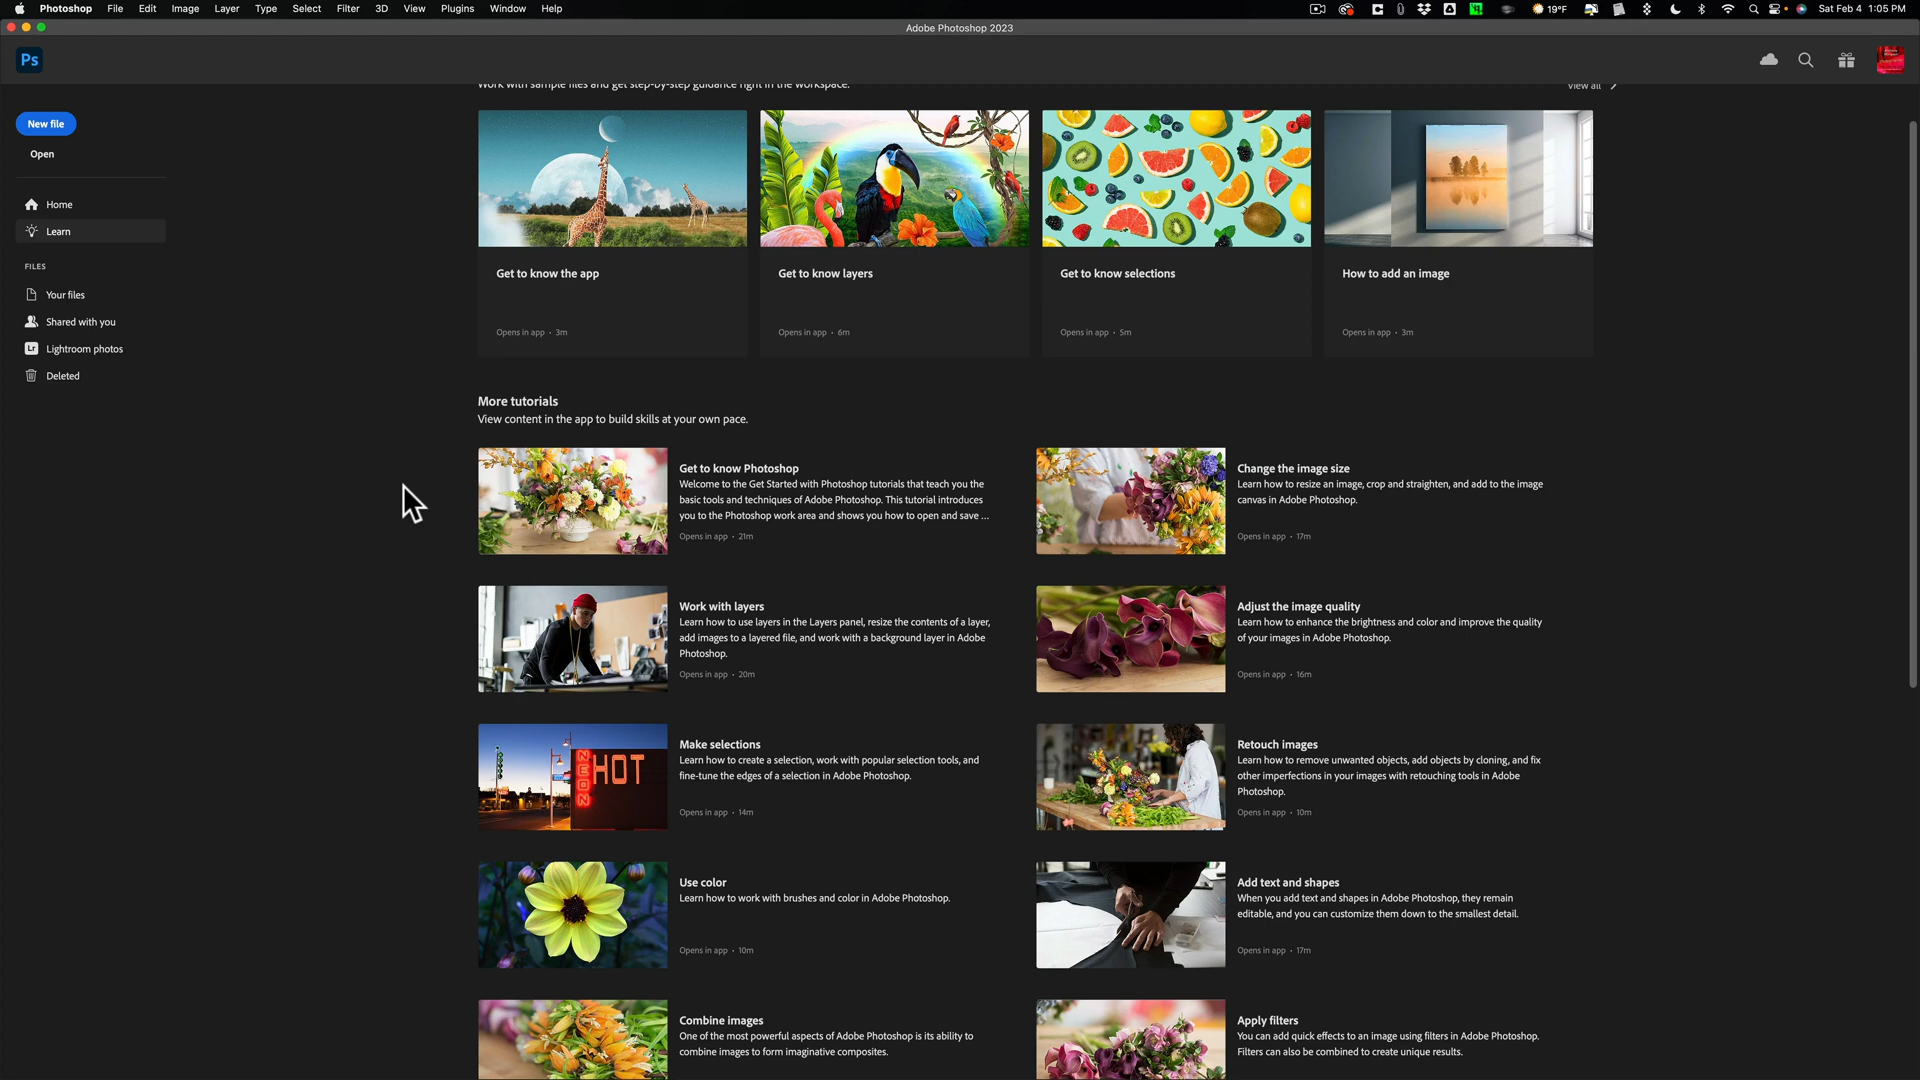 Photoshop File Edit Image Layer Type Select Filter 3D View Plugins Window Help 19°F Sat Feb 4 1:05 PM
Adobe Photoshop 2023
Ps
Work with sample files and get step-by-step guidance right in the workspace.
View all
New file
Open
Home
Learn
FILES
Your files
Shared with you
Lr Lightroom photos
Deleted
Get to know the app
Opens in app • 3m
Get to know layers
Opens in app • 6m
Get to know selections
Opens in app • 5m
How to add an image
Opens in app • 3m
More tutorials
View content in the app to build skills at your own pace.
Get to know Photoshop
Welcome to the Get Started with Photoshop tutorials that teach you the
basic tools and techniques of Adobe Photoshop. This tutorial introduces
you to the Photoshop work area and shows you how to open and save ...
Opens in app • 21m
Change the image size
Learn how to resize an image, crop and straighten, and add to the image
canvas in Adobe Photoshop.
Opens in app • 17m
Work with layers
Learn how to use layers in the Layers panel, resize the contents of a layer,
add images to a layered file, and work with a background layer in Adobe
Photoshop.
Opens in app • 20m
Adjust the image quality
Learn how to enhance the brightness and color and improve the quality
of your images in Adobe Photoshop.
Opens in app • 16m
NEON
HOT
Make selections
Learn how to create a selection, work with popular selection tools, and
fine-tune the edges of a selection in Adobe Photoshop.
Opens in app • 14m
Retouch images
Learn how to remove unwanted objects, add objects by cloning, and fix
other imperfections in your images with retouching tools in Adobe
Photoshop.
Opens in app • 10m
Use color
Learn how to work with brushes and color in Adobe Photoshop.
Opens in app • 10m
Add text and shapes
When you add text and shapes in Adobe Photoshop, they remain
editable, and you can customize them down to the smallest detail.
Opens in app • 17m
Combine images
One of the most powerful aspects of Adobe Photoshop is its ability to
combine images to form imaginative composites.
Apply filters
You can add quick effects to an image using filters in Adobe Photoshop.
Filters can also be combined to create unique results.